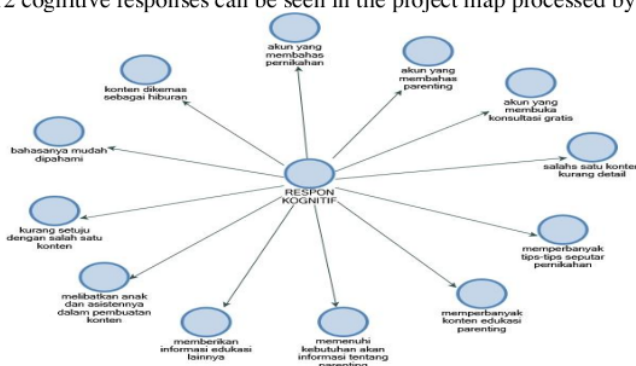 12 cognitive responses can be seen in the project map processed by
akun yang
membahas
pernikahan
akun yang
membahas
parenting
konten dikemas
sebagai hiburan
akun yang
membuka
konsultasi gratis
bahasanya mudah
dipahami
salahs satu konten
kurang detail
RESPON
KOGNITIF
kurang setuju
dengan salah satu
konten
memperbanyak
tips-tips seputar
pernikahan
melibatkan anak
dan asistennya
dalam pembuatan
konten
memperbanyak
konten edukasi
parenting
memberikan
informasi edukasi
lainnya
memenuhi
kebutuhan akan
informasi tentang
parenting